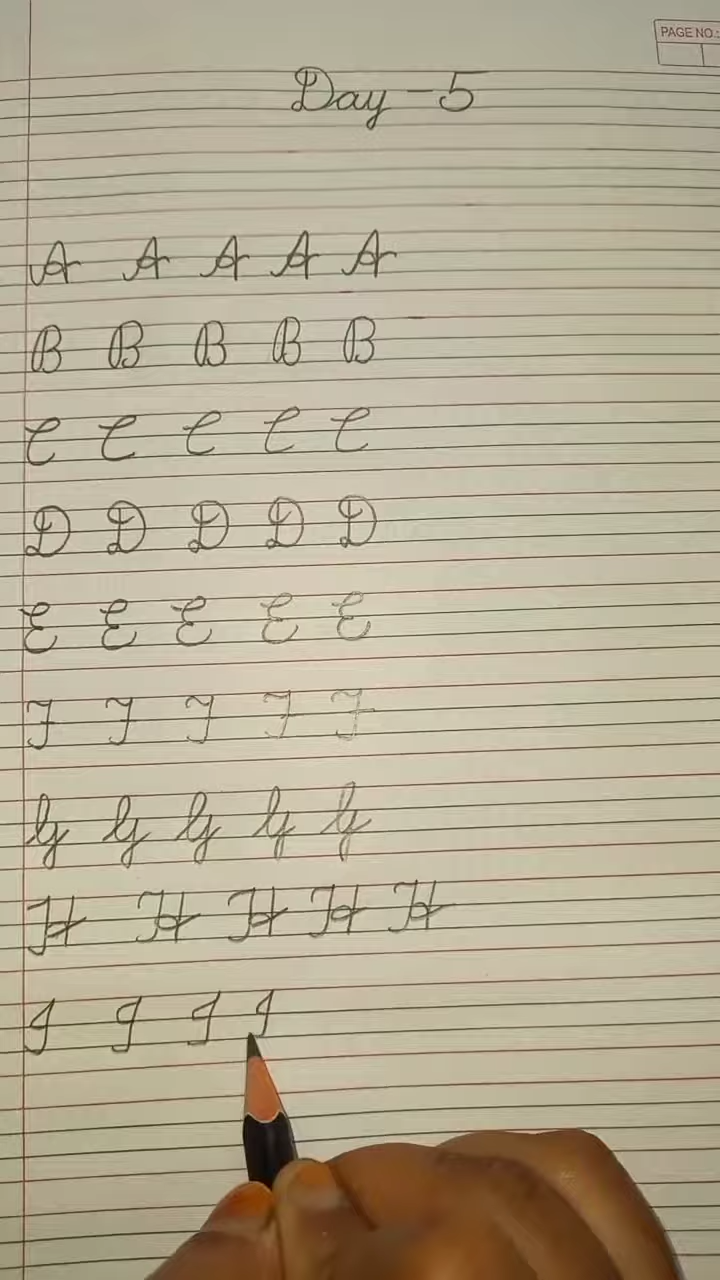 PAGE NO.:
Day - 5
A A A A A
B B B B B
C C C C C
D D D D D
E E E E E
F F F F F
G G G G G
H H H H H
I I I I